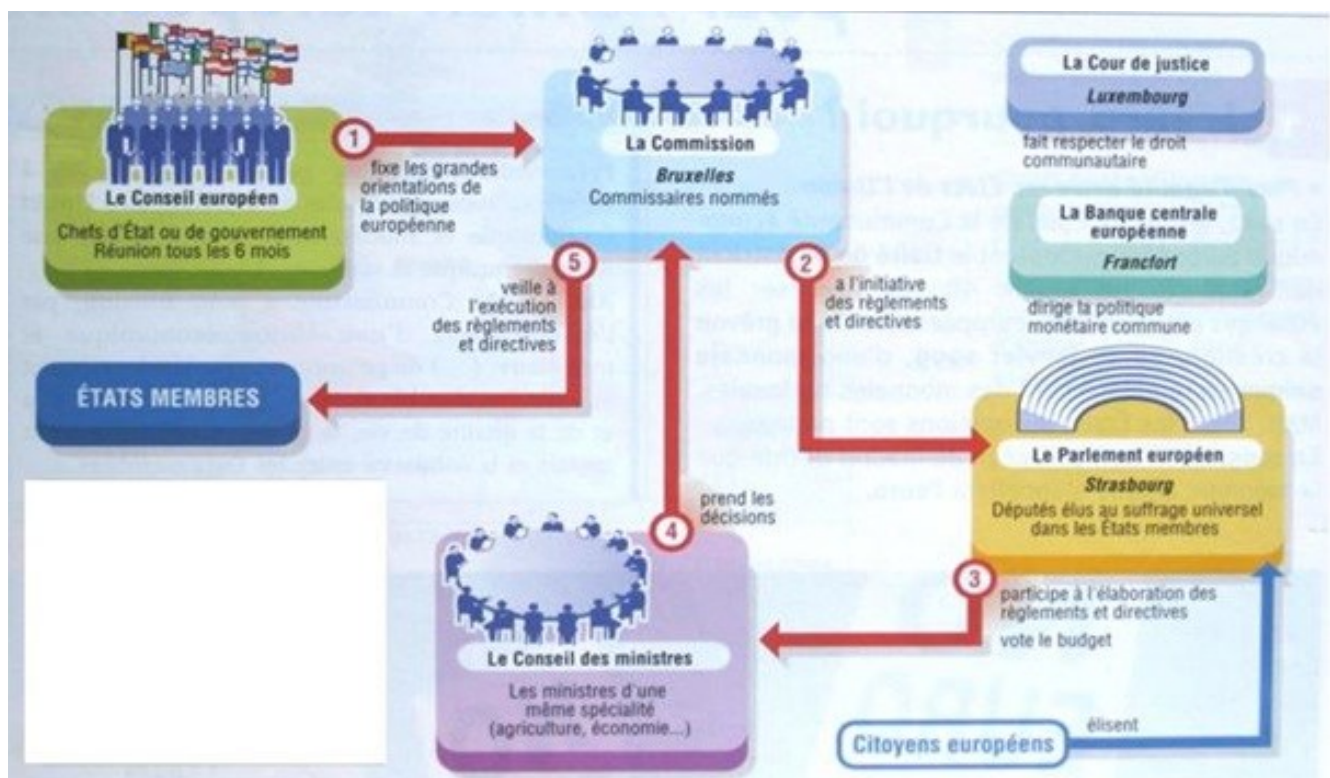 1
fixe les grandes
orientations de
la politique
européenne
Le Conseil européen
Chefs d'État ou de gouvernement
Réunion tous les 6 mois
La Commission
Bruxelles
Commissaires nommés
La Cour de justice
Luxembourg
fait respecter le droit
communautaire
La Banque centrale
européenne
Francfort
dirige la politique
monétaire commune
5
veille à
l'exécution
des règlements
et directives
2
a l'initiative
des règlements
et directives
ÉTATS MEMBRES
Le Parlement européen
Strasbourg
Députés élus au suffrage universel
dans les États membres
4
prend les
décisions
3
participe à l'élaboration des
règlements et directives
vote le budget
Le Conseil des ministres
Les ministres d'une
même spécialité
(agriculture, économie...)
Citoyens européens
élisent